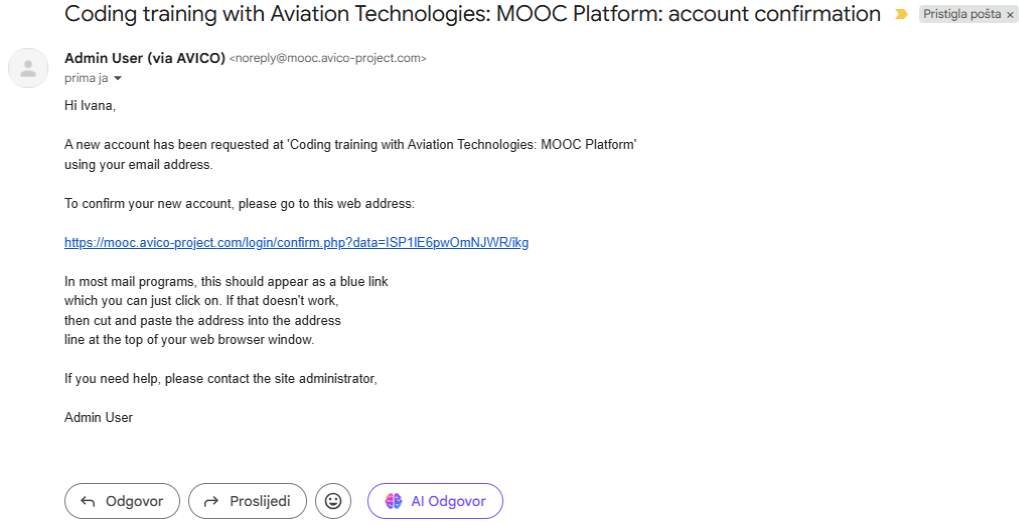 Coding training with Aviation Technologies: MOOC Platform: account confirmation
Pristigla pošta ×
Admin User (via AVICO) <noreply@mooc.avico-project.com>
prima ja
Hi Ivana,
A new account has been requested at 'Coding training with Aviation Technologies: MOOC Platform'
using your email address.
To confirm your new account, please go to this web address:
https://mooc.avico-project.com/login/confirm.php?data=ISP1IE6pwOmNJWR/ikg
In most mail programs, this should appear as a blue link
which you can just click on. If that doesn't work,
then cut and paste the address into the address
line at the top of your web browser window.
If you need help, please contact the site administrator,
Admin User
Odgovor
Proslijedi
AI Odgovor